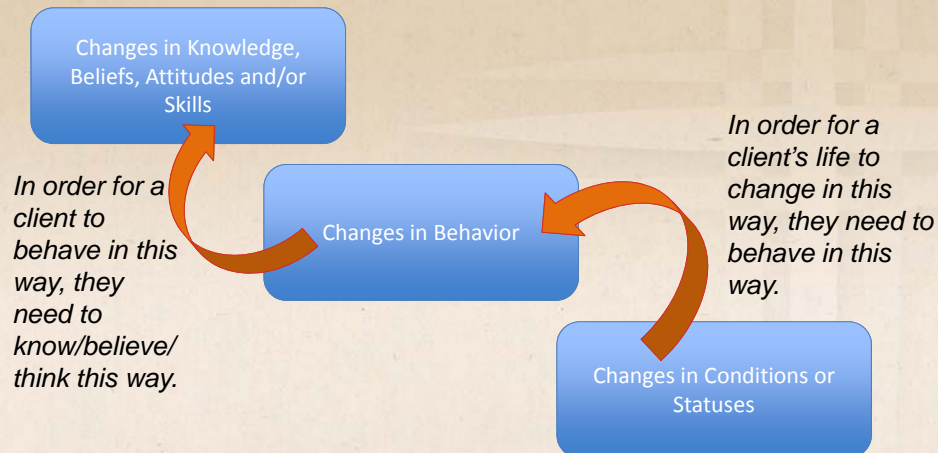 Changes in Knowledge,
Beliefs, Attitudes and/or
Skills
In order for a
client to
behave in this
way, they
need to
know/believe/
think this way.
Changes in Behavior
In order for a
client's life to
change in this
way, they need to
behave in this
way.
Changes in Conditions or
Statuses